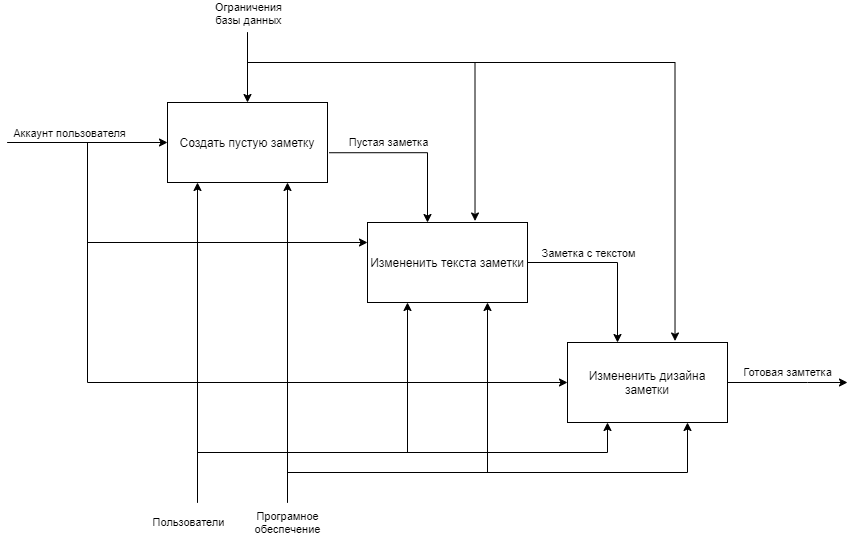 Ограничения
базы данных
Аккаунт пользователя
Создать пустую заметку
Пустая заметка
Измененить текста заметки
Заметка с текстом
Измененить дизайна
заметки
Готовая замтетка
Пользователи
Програмное
обеспечение